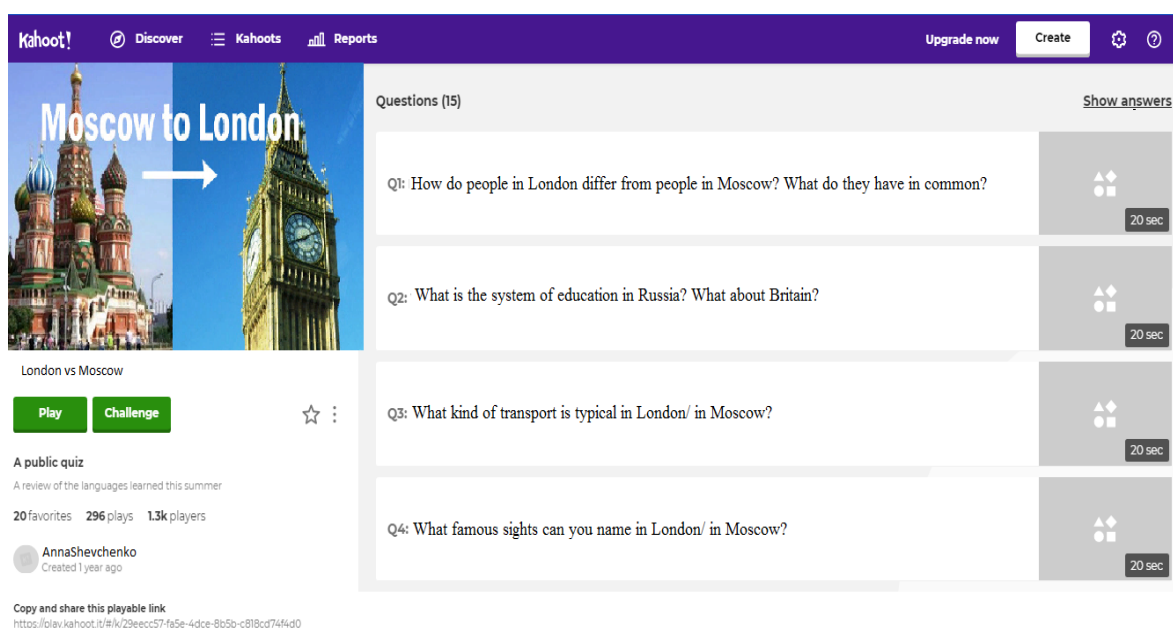 Kahoot! Discover Kahoots Reports Upgrade now Create
Moscow to London
London vs Moscow
Play Challenge
A public quiz
A review of the languages learned this summer
20 favorites 296 plays 1.3k players
AnnaShevchenko
Created 1 year ago
Copy and share this playable link
https://play.kahoot.it/#/k/29eecc57-fa5e-4dce-8b5b-c818cd74f4d0
Questions (15) Show answers
Q1: How do people in London differ from people in Moscow? What do they have in common?
20 sec
Q2: What is the system of education in Russia? What about Britain?
20 sec
Q3: What kind of transport is typical in London/ in Moscow?
20 sec
Q4: What famous sights can you name in London/ in Moscow?
20 sec